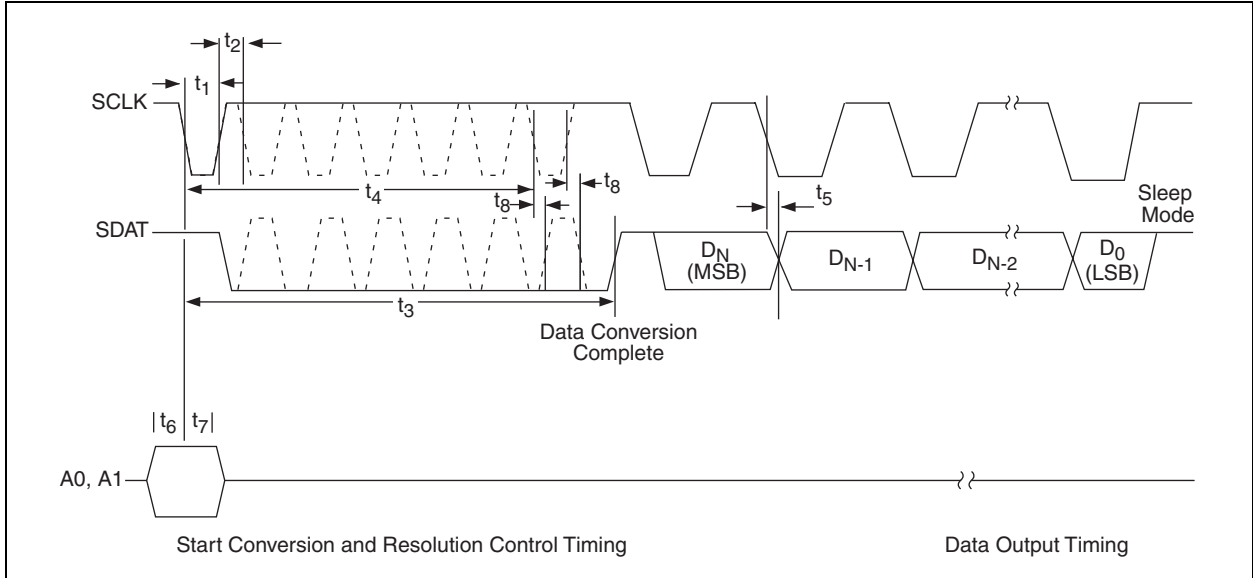 t2
t1
SCLK
t4
t8
t8
t5
Sleep
Mode
SDAT
DN
(MSB)
DN-1
DN-2
D0
(LSB)
t3
Data Conversion
Complete
t6
t7
A0, A1
Start Conversion and Resolution Control Timing
Data Output Timing